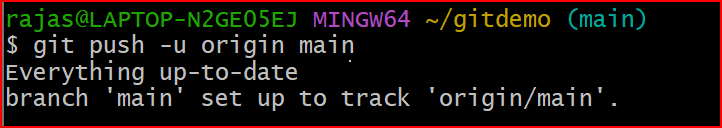 rajas@LAPTOP-N2GEO5EJ MINGW64 ~/gitdemo (main)
$ git push -u origin main
Everything up-to-date
branch 'main' set up to track 'origin/main'.